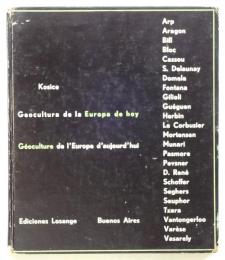 Kosice
Geocultura de la Europa de hoy
Géoculture de l'Europe d'aujourd'hui
Ediciones Losange Buenos Aires
Arp
Aragon
Bill
Bloc
Cassou
S. Delaunay
Domela
Fontana
Gilioli
Guéguen
Herbin
Le Corbusier
Mortensen
Munari
Pasmore
Pevsner
D. René
Schoffer
Seghers
Seuphor
Tzara
Vantongerloo
Varèse
Vasarely